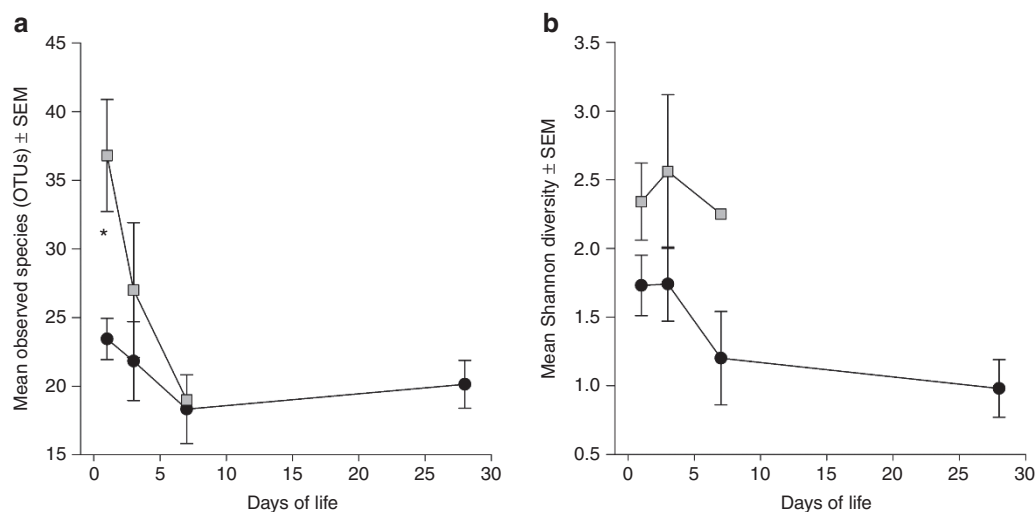 a
45
40
35
30
25
20
15
*
0 5 10 15 20 25 30
Days of life
Mean observed species (OTUs) ± SEM
b
3.5
3.0
2.5
2.0
1.5
1.0
0.5
0 5 10 15 20 25 30
Days of life
Mean Shannon diversity ± SEM